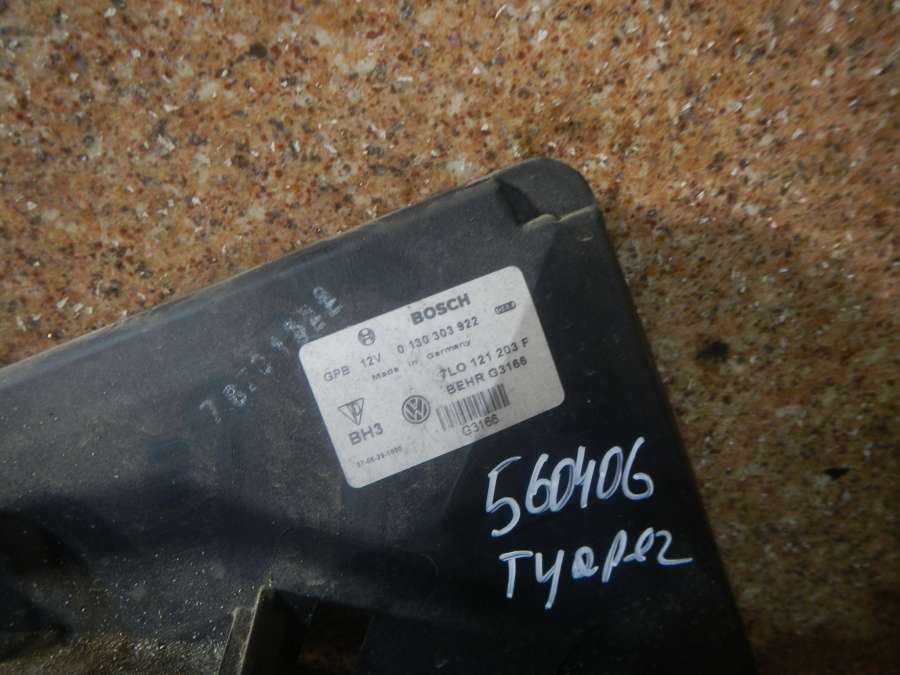 BOSCH
GPB 12V 0 130 303 922
Made in Germany
7L0 121 203 F
BEHR G3166
BH3
G3166
560406
Туарег